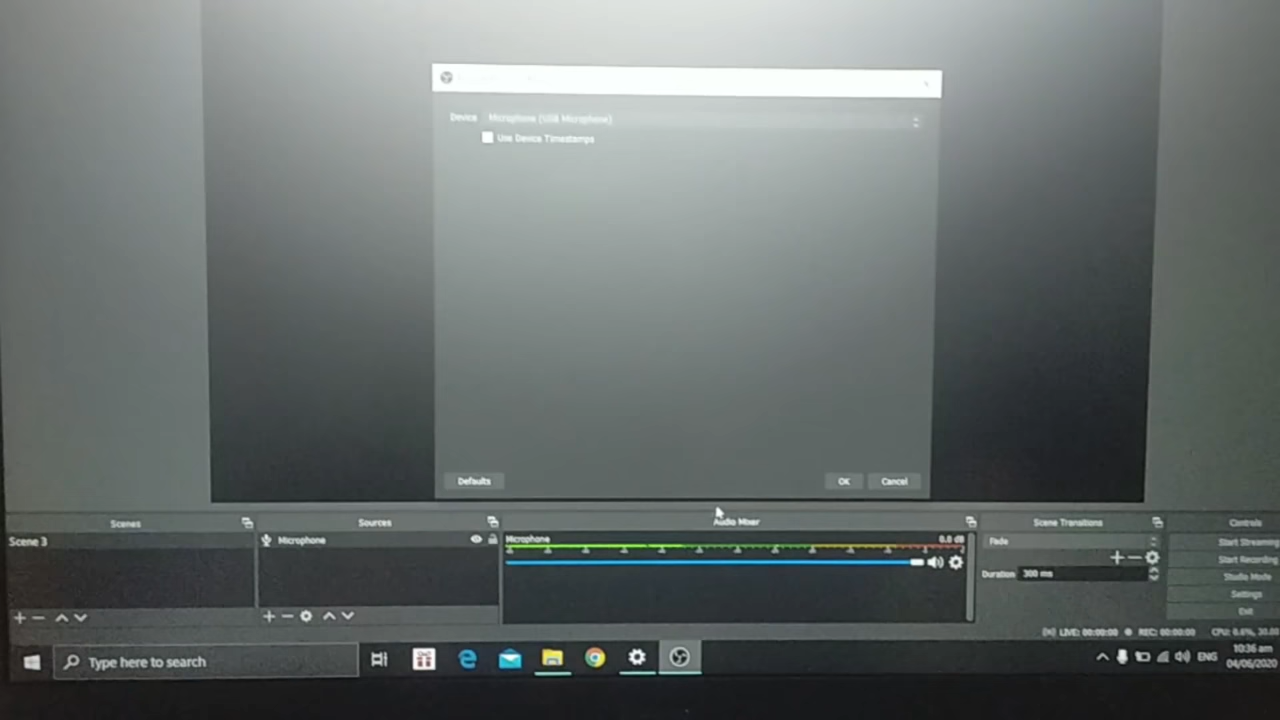 Device Microphone (USB Microphone)
Use Device Timestamps
Defaults OK Cancel
Scenes Sources Audio Mixer Scene Transitions Controls
Scene 3 Microphone Microphone 0.0 dB Fade Start Streaming
Start Recording
Duration 300 ms Studio Mode
Settings
Exit
LIVE: 00:00:00 REC: 00:00:00
Type here to search ENG 10:36 am
04/06/2020